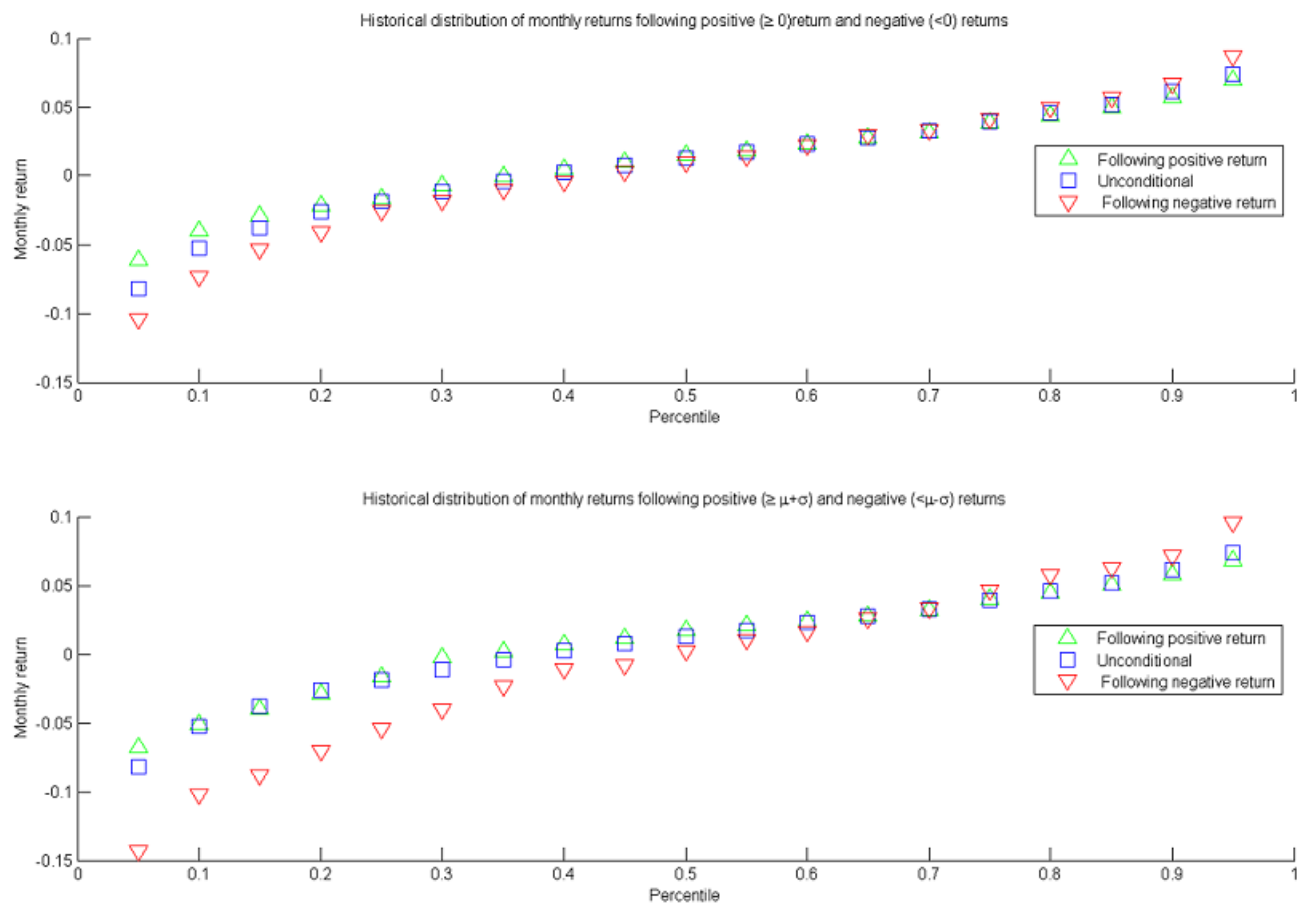 Historical distribution of monthly returns following positive (≥ 0)return and negative (<0) returns
0.1
0.05
0
-0.05
-0.1
-0.15
Monthly return
0 0.1 0.2 0.3 0.4 0.5 0.6 0.7 0.8 0.9 1
Percentile
Following positive return
Unconditional
Following negative return
Historical distribution of monthly returns following positive (≥ μ+σ) and negative (<μ-σ) returns
0.1
0.05
0
-0.05
-0.1
-0.15
Monthly return
0 0.1 0.2 0.3 0.4 0.5 0.6 0.7 0.8 0.9 1
Percentile
Following positive return
Unconditional
Following negative return